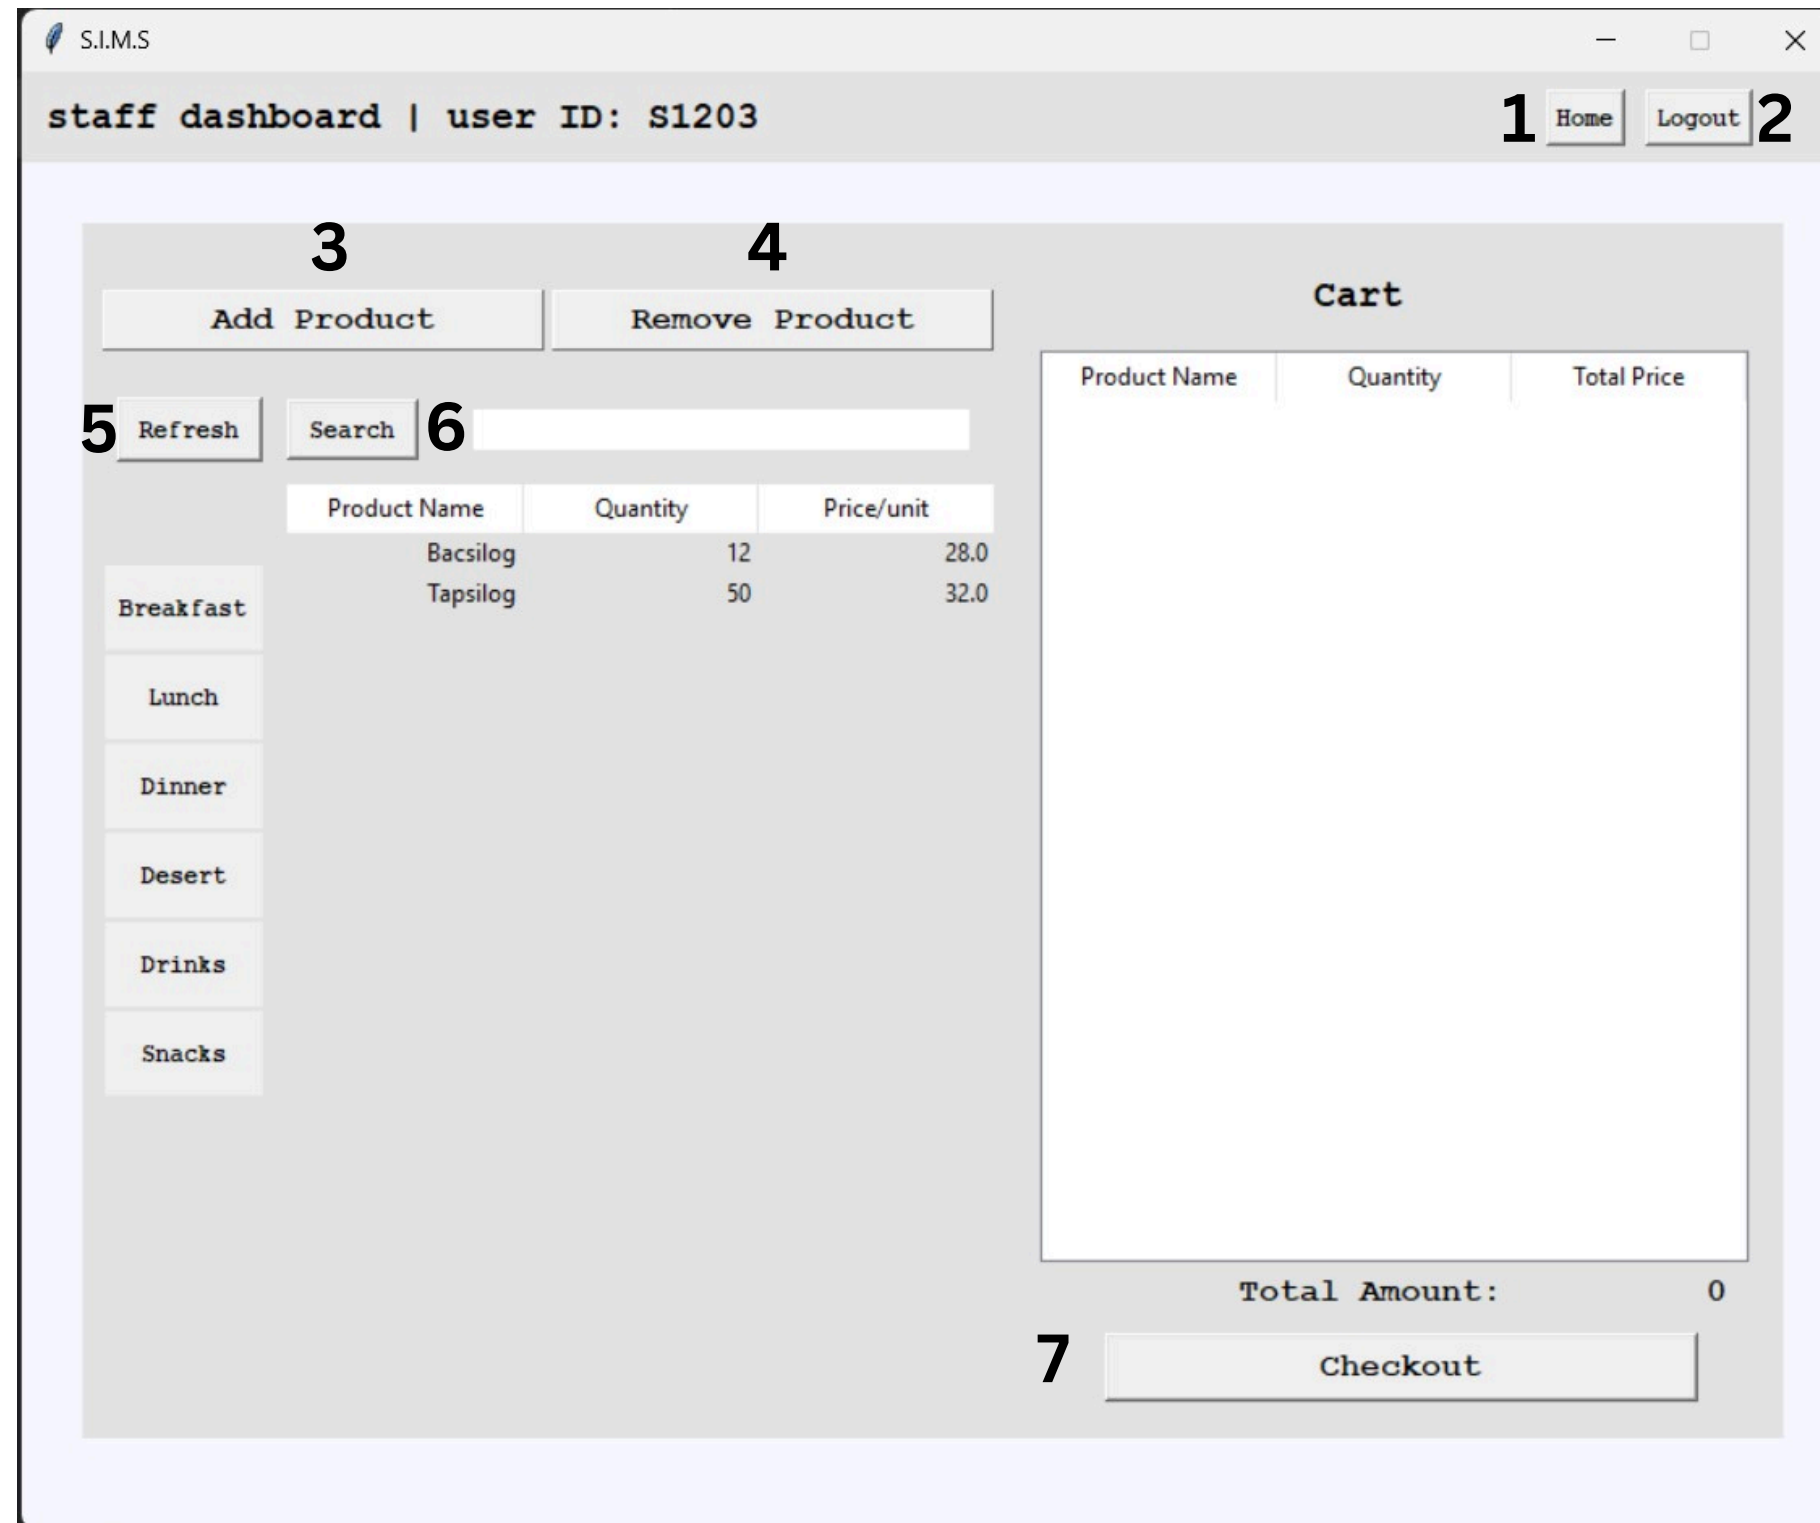 S.I.M.S
staff dashboard | user ID: S1203
1 Home Logout 2
3 4
Add Product Remove Product
5 Refresh Search 6
Product Name Quantity Price/unit
Bacsilog 12 28.0
Tapsilog 50 32.0
Breakfast
Lunch
Dinner
Desert
Drinks
Snacks
Cart
Product Name Quantity Total Price
Total Amount: 0
7 Checkout